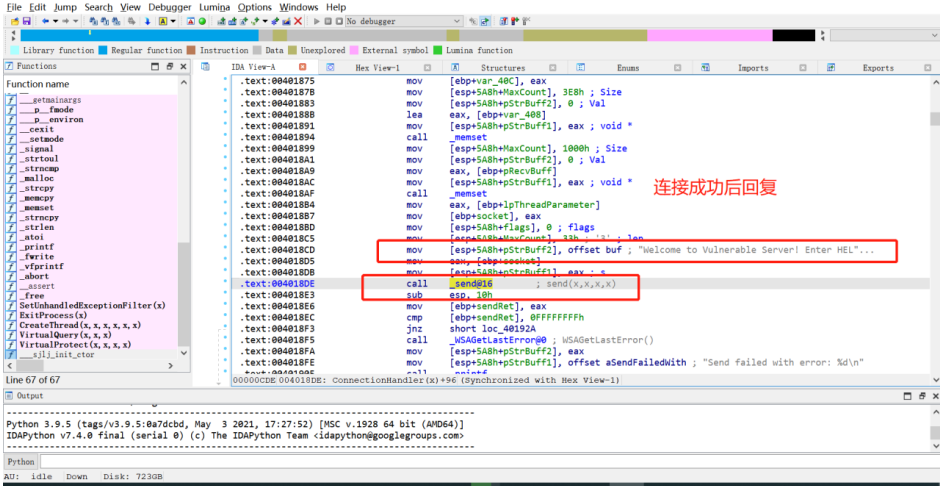 File Edit Jump Search View Debugger Lumina Options Windows Help
No debugger
Library function Regular function Instruction Data Unexplored External symbol Lumina function
Functions
IDA View-A Hex View-1 Structures Enums Imports Exports
Function name
___getmainargs
___p__fmode
___p__environ
__cexit
__setmode
_signal
_strtoul
_strncmp
_malloc
_strcpy
_memcpy
_memset
_strncpy
_strlen
_atoi
_printf
_fwrite
_vfprintf
_abort
__assert
_free
SetUnhandledExceptionFilter(x)
ExitProcess(x)
CreateThread(x,x,x,x,x,x)
VirtualQuery(x,x,x)
VirtualProtect(x,x,x,x)
___sjlj_init_ctor
Line 67 of 67
.text:00401875 mov [ebp+var_40C], eax
.text:0040187B mov [esp+5A8h+MaxCount], 3E8h ; Size
.text:00401883 mov [esp+5A8h+pStrBuff2], 0 ; Val
.text:0040188B lea eax, [ebp+var_408]
.text:00401891 mov [esp+5A8h+pStrBuff1], eax ; void *
.text:00401894 call _memset
.text:00401899 mov [esp+5A8h+MaxCount], 1000h ; Size
.text:004018A1 mov [esp+5A8h+pStrBuff2], 0 ; Val
.text:004018A9 mov eax, [ebp+pRecvBuff]
.text:004018AC mov [esp+5A8h+pStrBuff1], eax ; void *
.text:004018AF call _memset
.text:004018B4 mov eax, [ebp+lpThreadParameter]
.text:004018B7 mov [ebp+socket], eax
.text:004018BD mov [esp+5A8h+flags], 0 ; flags
.text:004018C5 mov [esp+5A8h+MaxCount], 33h ; '3' ; len
.text:004018CD mov [esp+5A8h+pStrBuff2], offset buf ; "Welcome to Vulnerable Server! Enter HEL"...
.text:004018D5 mov eax, [ebp+socket]
.text:004018DB mov [esp+5A8h+pStrBuff1], eax ; s
.text:004018DE call _send@16 ; send(x,x,x,x)
.text:004018E3 sub esp, 10h
.text:004018E6 mov [ebp+sendRet], eax
.text:004018EC cmp [ebp+sendRet], 0FFFFFFFFh
.text:004018F3 jnz short loc_40192A
.text:004018F5 call _WSAGetLastError@0 ; WSAGetLastError()
.text:004018FA mov [esp+5A8h+pStrBuff2], eax
.text:004018FE mov [esp+5A8h+pStrBuff1], offset aSendFailedWith ; "Send failed with error: %d\n"
连接成功后回复
00000CDE 004018DE: ConnectionHandler(x)+96 (Synchronized with Hex View-1)
Output
Python 3.9.5 (tags/v3.9.5:0a7dcbd, May 3 2021, 17:27:52) [MSC v.1928 64 bit (AMD64)]
IDAPython v7.4.0 final (serial 0) (c) The IDAPython Team <idapython@googlegroups.com>
Python
AU: idle Down Disk: 723GB